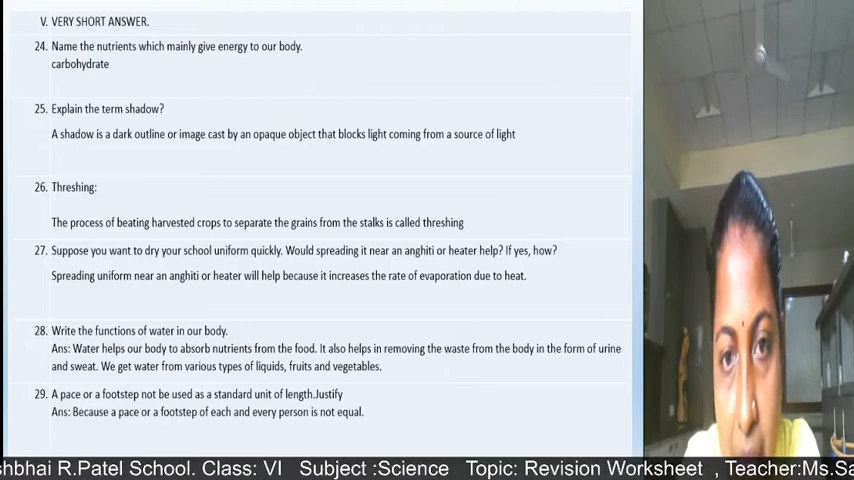 V. VERY SHORT ANSWER.
24. Name the nutrients which mainly give energy to our body.
carbohydrate
25. Explain the term shadow?
A shadow is a dark outline or image cast by an opaque object that blocks light coming from a source of light
26. Threshing:
The process of beating harvested crops to separate the grains from the stalks is called threshing
27. Suppose you want to dry your school uniform quickly. Would spreading it near an anghiti or heater help? If yes, how?
Spreading uniform near an anghiti or heater will help because it increases the rate of evaporation due to heat.
28. Write the functions of water in our body.
Ans: Water helps our body to absorb nutrients from the food. It also helps in removing the waste from the body in the form of urine
and sweat. We get water from various types of liquids, fruits and vegetables.
29. A pace or a footstep not be used as a standard unit of length.Justify
Ans: Because a pace or a footstep of each and every person is not equal.
R.Patel School. Class: VI Subject :Science Topic: Revision Worksheet , Teacher:Ms.